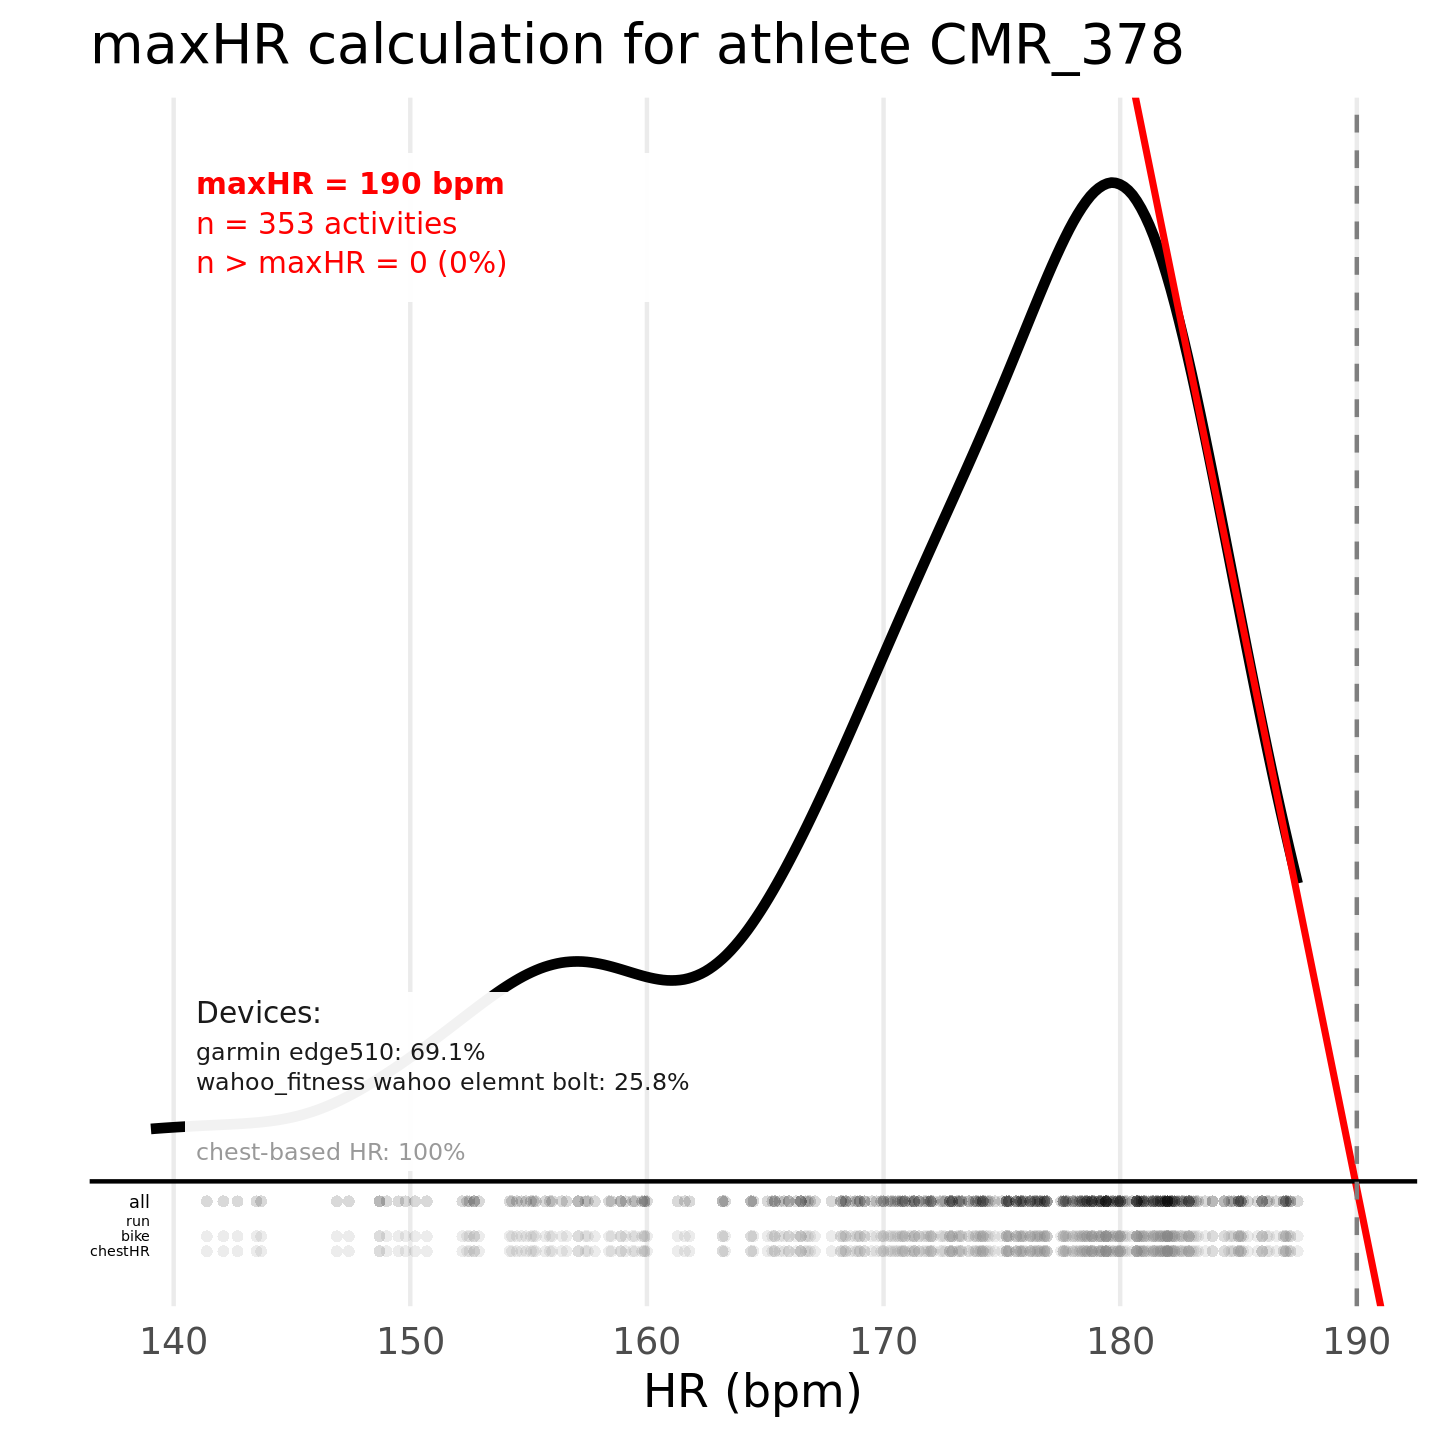 maxHR calculation for athlete CMR_378
maxHR = 190 bpm
n = 353 activities
n > maxHR = 0 (0%)
Devices:
garmin edge510: 69.1%
wahoo_fitness wahoo elemnt bolt: 25.8%
chest-based HR: 100%
all
run
bike
chestHR
140 150 160 170 180 190
HR (bpm)